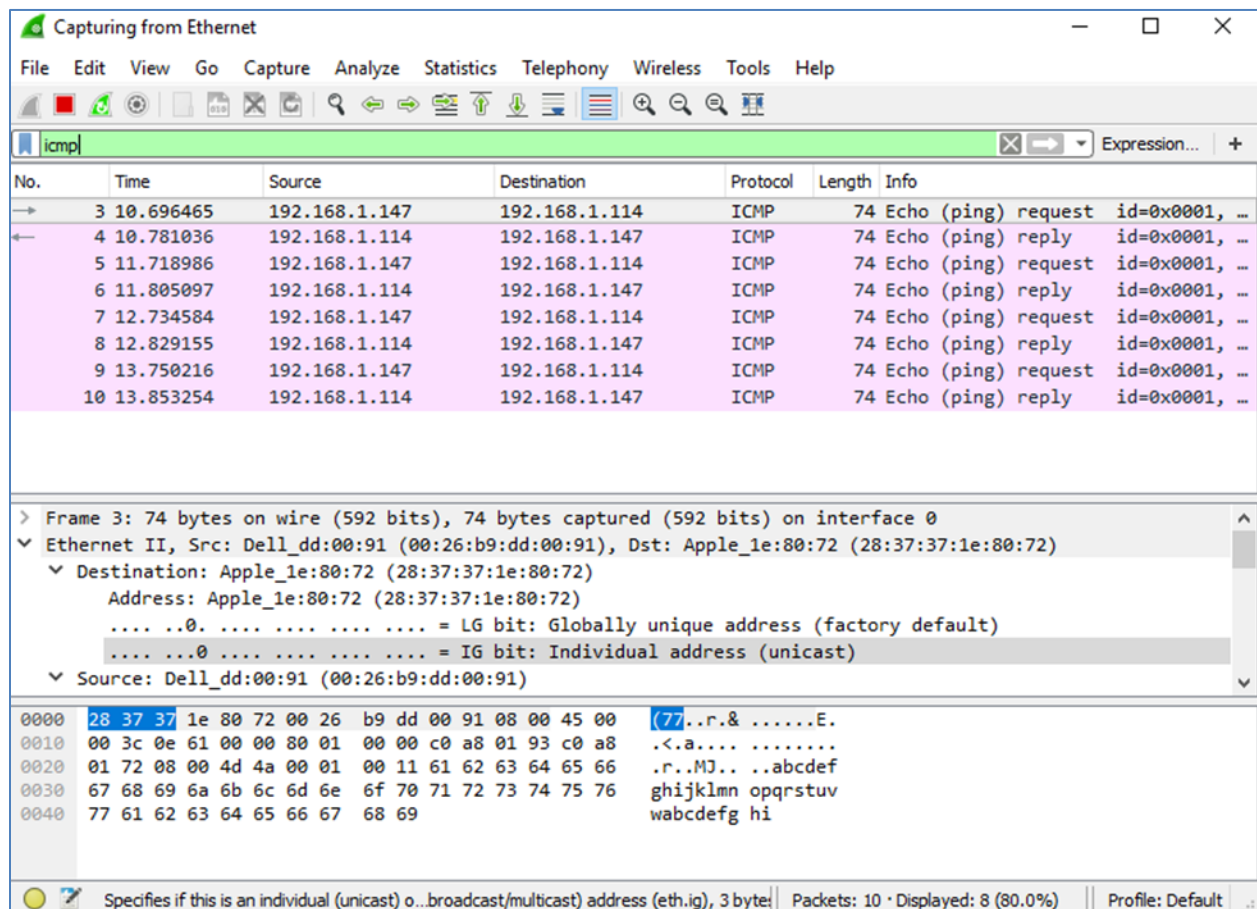 Capturing from Ethernet
File Edit View Go Capture Analyze Statistics Telephony Wireless Tools Help
icmp Expression... +
No. Time Source Destination Protocol Length Info
3 10.696465 192.168.1.147 192.168.1.114 ICMP 74 Echo (ping) request id=0x0001, …
4 10.781036 192.168.1.114 192.168.1.147 ICMP 74 Echo (ping) reply id=0x0001, …
5 11.718986 192.168.1.147 192.168.1.114 ICMP 74 Echo (ping) request id=0x0001, …
6 11.805097 192.168.1.114 192.168.1.147 ICMP 74 Echo (ping) reply id=0x0001, …
7 12.734584 192.168.1.147 192.168.1.114 ICMP 74 Echo (ping) request id=0x0001, …
8 12.829155 192.168.1.114 192.168.1.147 ICMP 74 Echo (ping) reply id=0x0001, …
9 13.750216 192.168.1.147 192.168.1.114 ICMP 74 Echo (ping) request id=0x0001, …
10 13.853254 192.168.1.114 192.168.1.147 ICMP 74 Echo (ping) reply id=0x0001, …
Frame 3: 74 bytes on wire (592 bits), 74 bytes captured (592 bits) on interface 0
Ethernet II, Src: Dell_dd:00:91 (00:26:b9:dd:00:91), Dst: Apple_1e:80:72 (28:37:37:1e:80:72)
Destination: Apple_1e:80:72 (28:37:37:1e:80:72)
Address: Apple_1e:80:72 (28:37:37:1e:80:72)
.... ..0. .... .... .... .... = LG bit: Globally unique address (factory default)
.... ...0 .... .... .... .... = IG bit: Individual address (unicast)
Source: Dell_dd:00:91 (00:26:b9:dd:00:91)
0000 28 37 37 1e 80 72 00 26 b9 dd 00 91 08 00 45 00 (77..r.& ......E.
0010 00 3c 0e 61 00 00 80 01 00 00 c0 a8 01 93 c0 a8 .<.a.... ........
0020 01 72 08 00 4d 4a 00 01 00 11 61 62 63 64 65 66 .r..MJ.. ..abcdef
0030 67 68 69 6a 6b 6c 6d 6e 6f 70 71 72 73 74 75 76 ghijklmn opqrstuv
0040 77 61 62 63 64 65 66 67 68 69 wabcdefg hi
Specifies if this is an individual (unicast) o...broadcast/multicast) address (eth.ig), 3 bytes Packets: 10 · Displayed: 8 (80.0%) Profile: Default